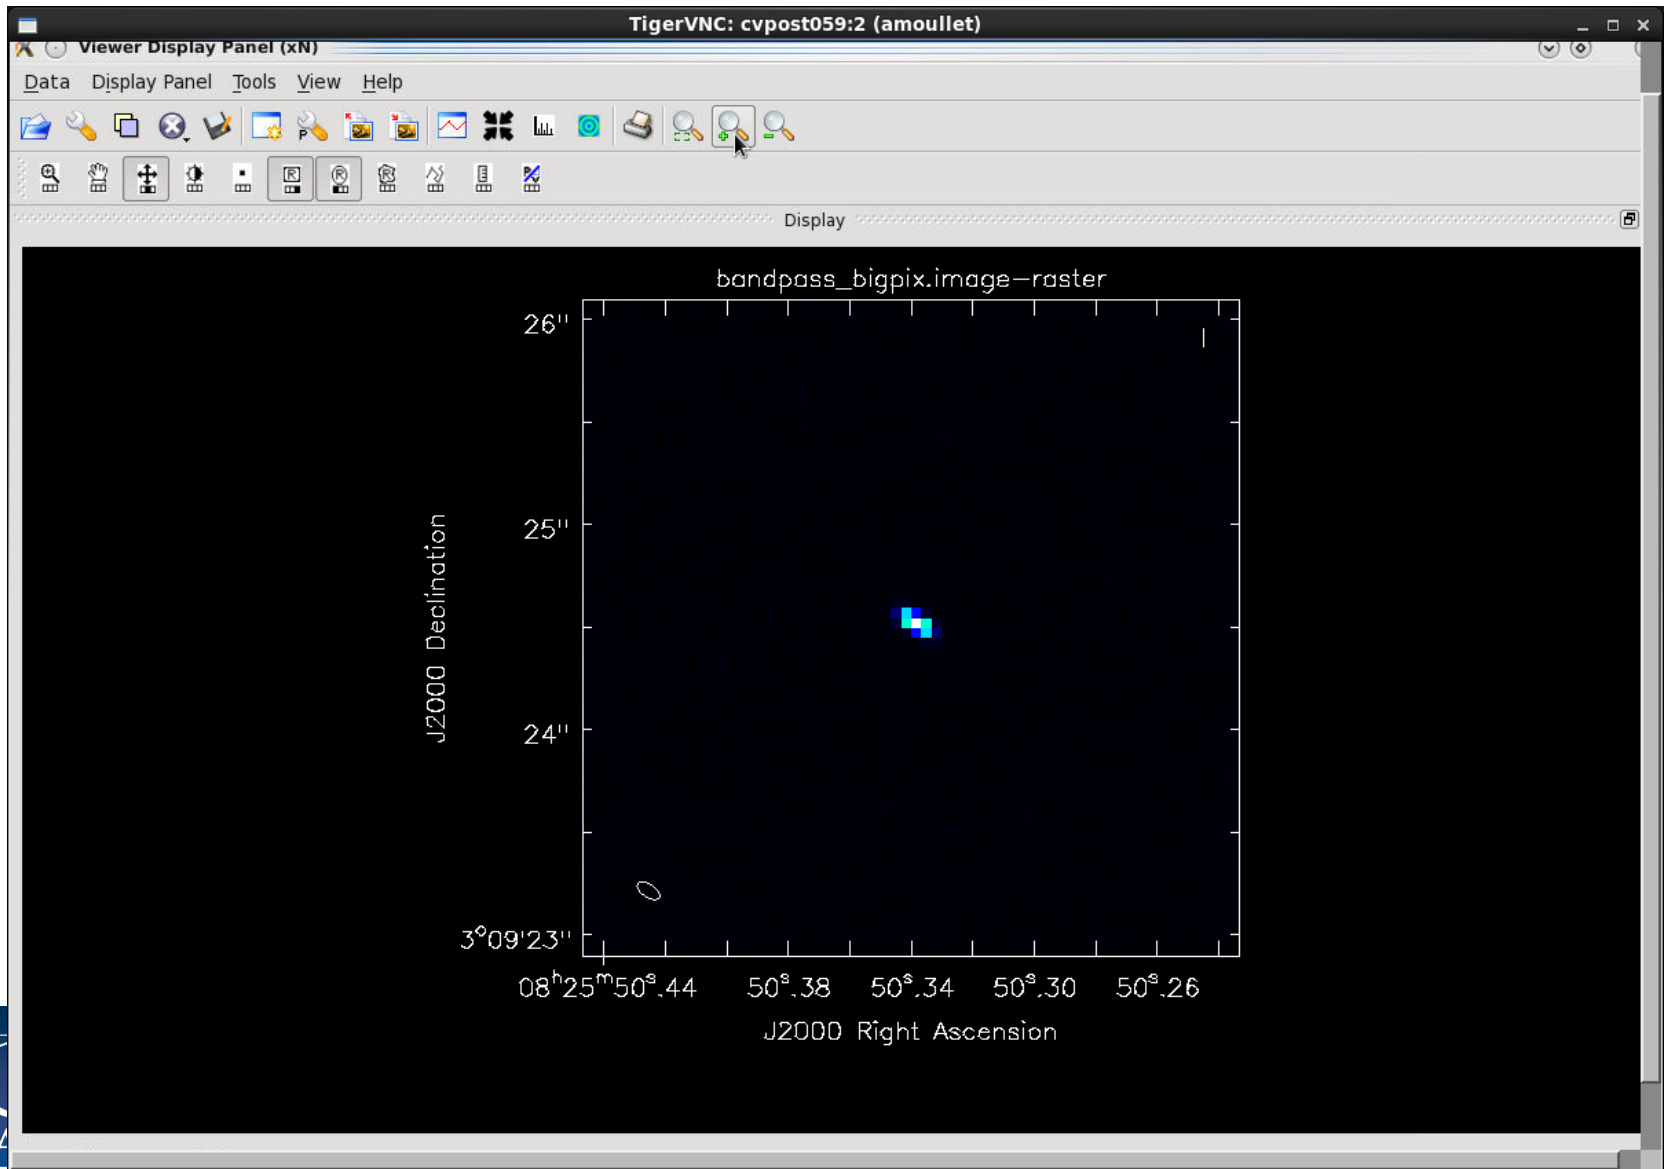 TigerVNC: cvpost059:2 (amoullet)
Viewer Display Panel (xN)
Data Display Panel Tools View Help
Display
bandpass_bigpix.image-raster
26"
25"
24"
3°09'23"
J2000 Declination
08ʰ25ᵐ50ˢ.44 50ˢ.38 50ˢ.34 50ˢ.30 50ˢ.26
J2000 Right Ascension